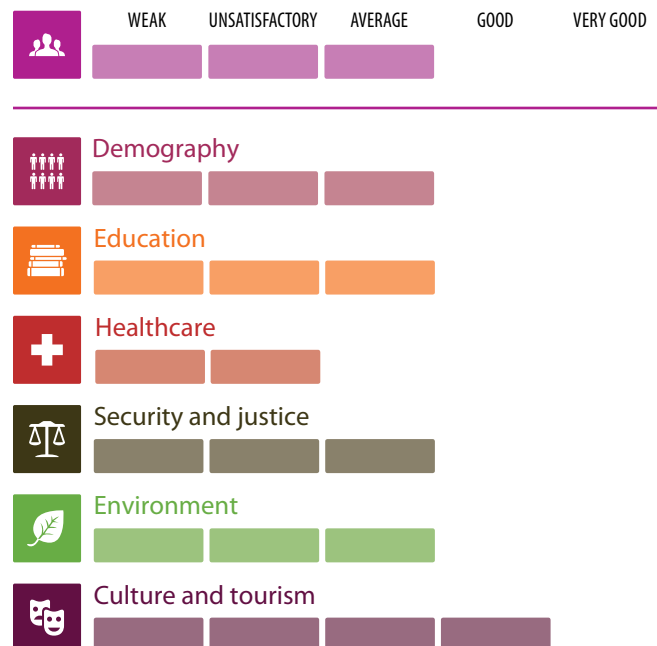 WEAK UNSATISFACTORY AVERAGE GOOD VERY GOOD
Demography
Education
Healthcare
Security and justice
Environment
Culture and tourism